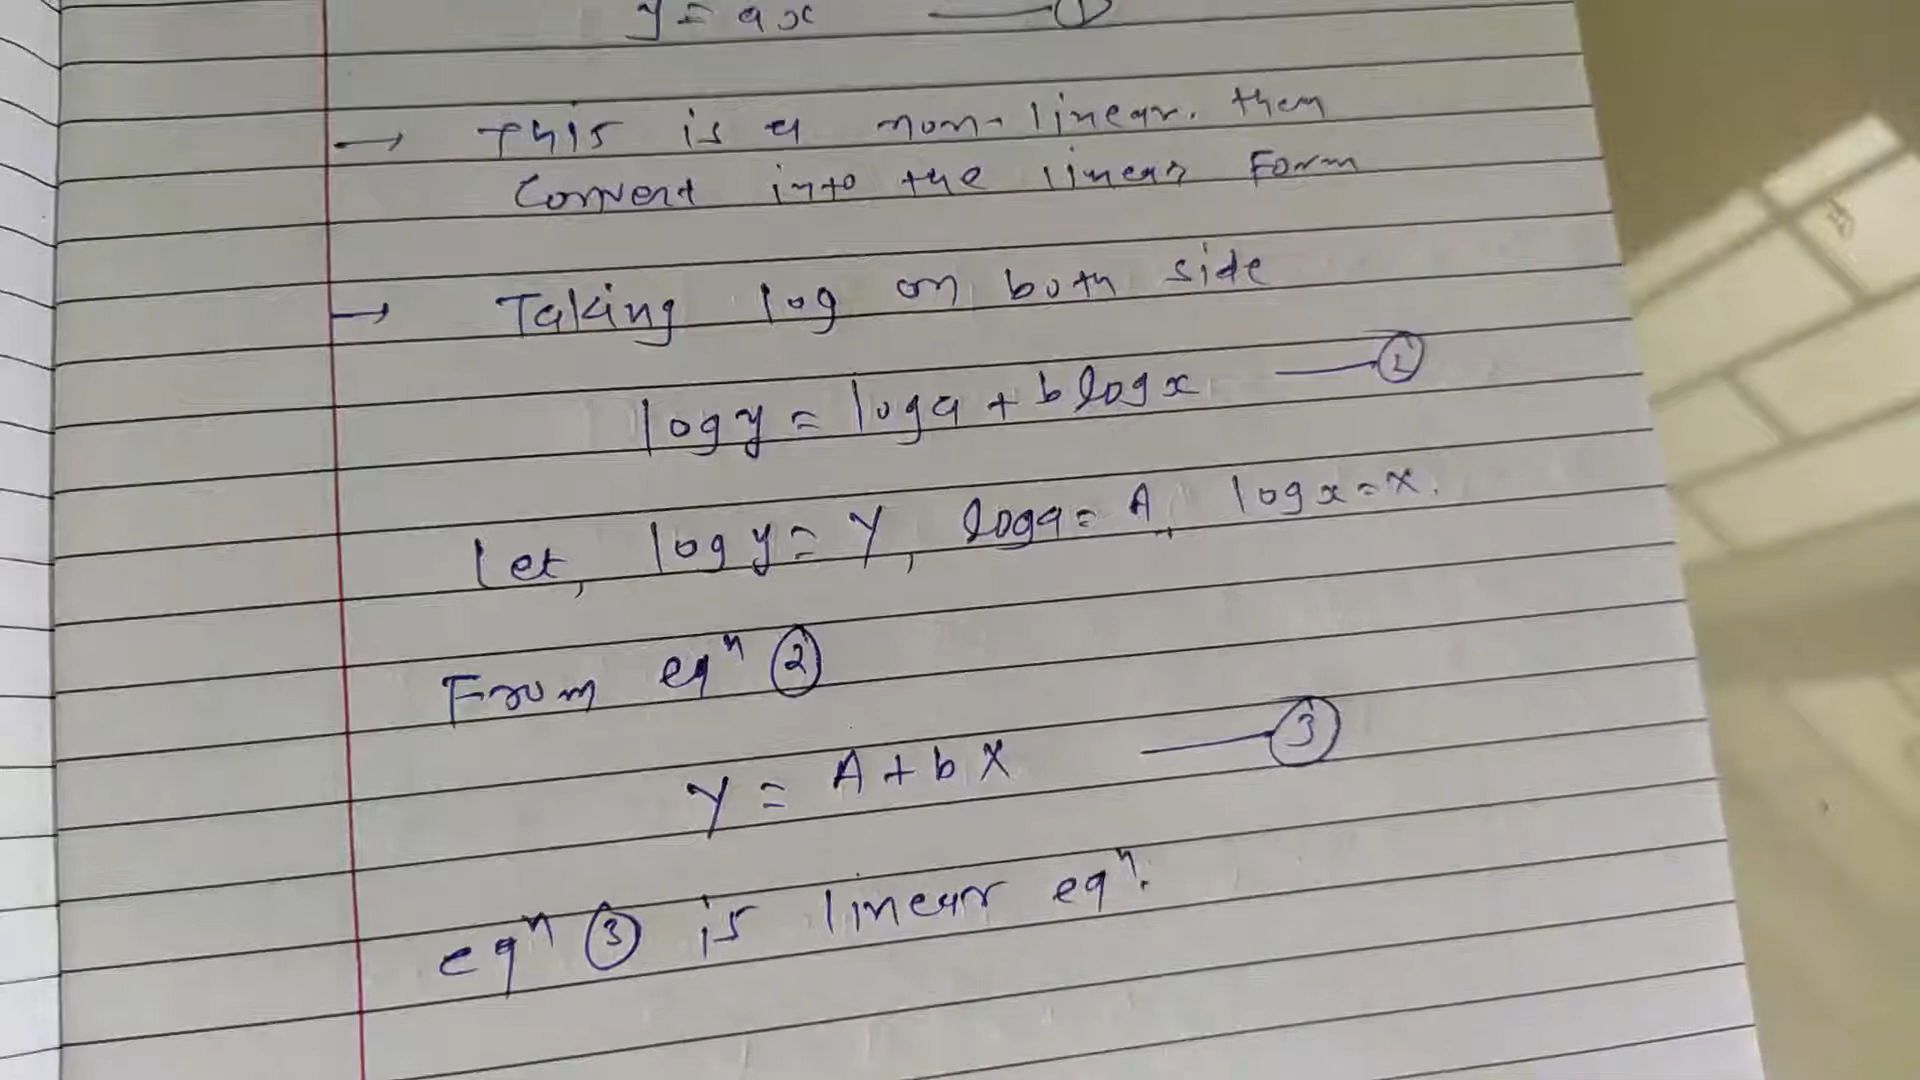 y = ax —— ①
→ This is a non-linear. then
Convert into the linear Form
→ Taking log on both side
log y = log a + b log x —— ②
Let, log y = Y, log a = A, log x = X.
From eqⁿ ②
Y = A + b X —— ③
eqⁿ ③ is linear eqⁿ.